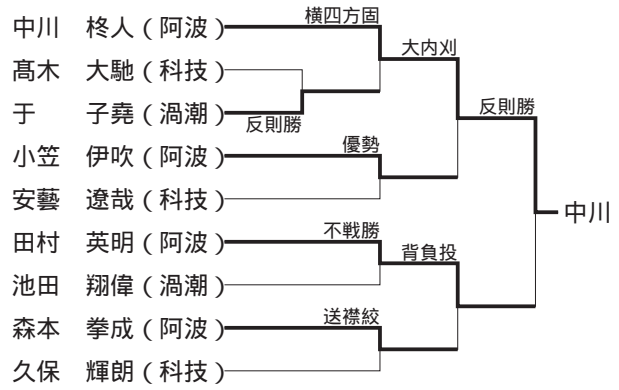 中川　柊人（阿波）
髙木　大馳（科技）
于　　子堯（渦潮）
小笠　伊吹（阿波）
安藝　遼哉（科技）
田村　英明（阿波）
池田　翔偉（渦潮）
森本　拳成（阿波）
久保　輝朗（科技）
横四方固
反則勝
優勢
不戦勝
送襟絞
大内刈
背負投
反則勝
中川